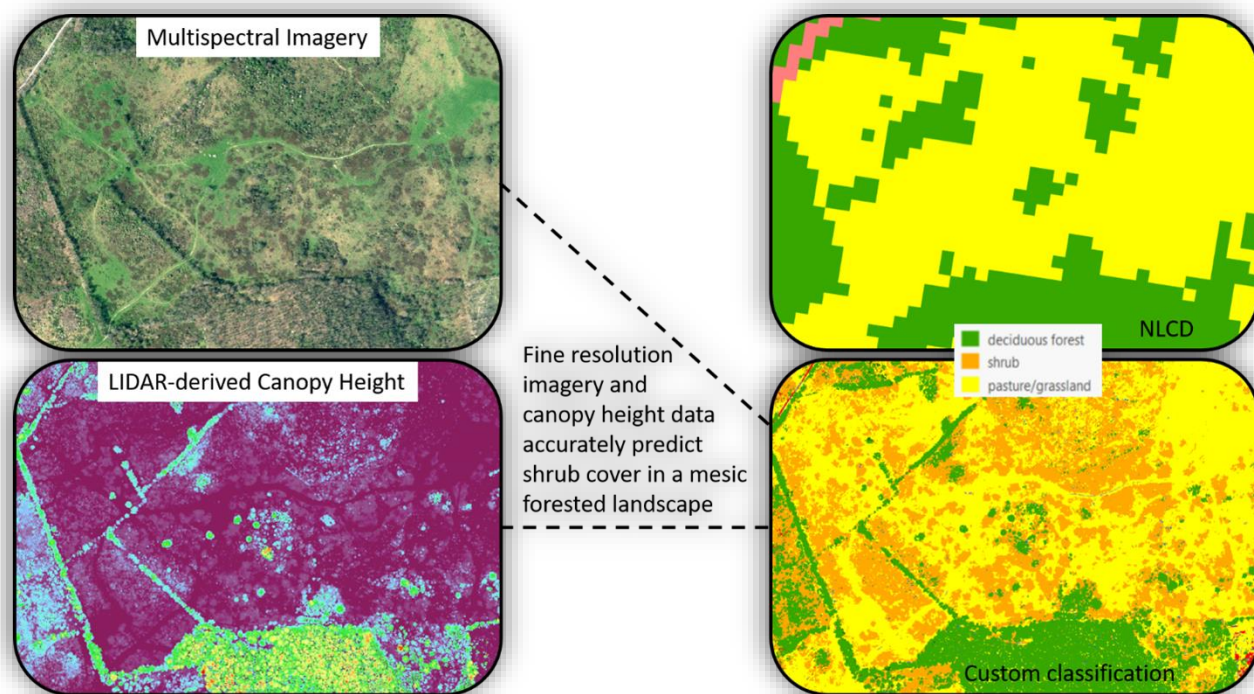 Multispectral Imagery
NLCD
deciduous forest
shrub
pasture/grassland
LIDAR-derived Canopy Height
Fine resolution
imagery and
canopy height data
accurately predict
shrub cover in a mesic
forested landscape
Custom classification